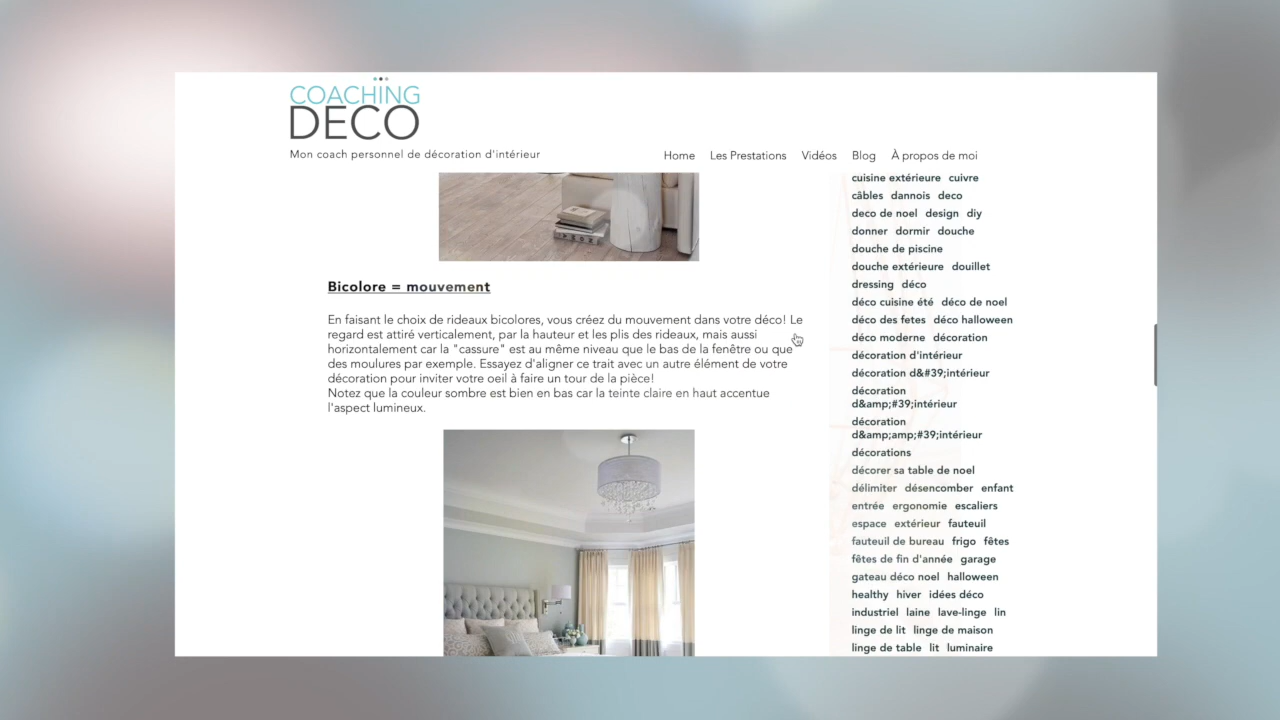 COACHING
DECO
Mon coach personnel de décoration d'intérieur
Home Les Prestations Vidéos Blog À propos de moi
Bicolore = mouvement
En faisant le choix de rideaux bicolores, vous créez du mouvement dans votre déco! Le
regard est attiré verticalement, par la hauteur et les plis des rideaux, mais aussi
horizontalement car la "cassure" est au même niveau que le bas de la fenêtre ou que
des moulures par exemple. Essayez d'aligner ce trait avec un autre élément de votre
décoration pour inviter votre oeil à faire un tour de la pièce!
Notez que la couleur sombre est bien en bas car la teinte claire en haut accentue
l'aspect lumineux.
cuisine extérieure cuivre
câbles dannois deco
deco de noel design diy
donner dormir douche
douche de piscine
douche extérieure douillet
dressing déco
déco cuisine été déco de noel
déco des fetes déco halloween
déco moderne décoration
décoration d'intérieur
décoration d&#39;intérieur
décoration
d&amp;#39;intérieur
décoration
d&amp;amp;#39;intérieur
décorations
décorer sa table de noel
délimiter désencomber enfant
entrée ergonomie escaliers
espace extérieur fauteuil
fauteuil de bureau frigo fêtes
fêtes de fin d'année garage
gateau déco noel halloween
healthy hiver idées déco
industriel laine lave-linge lin
linge de lit linge de maison
linge de table lit luminaire